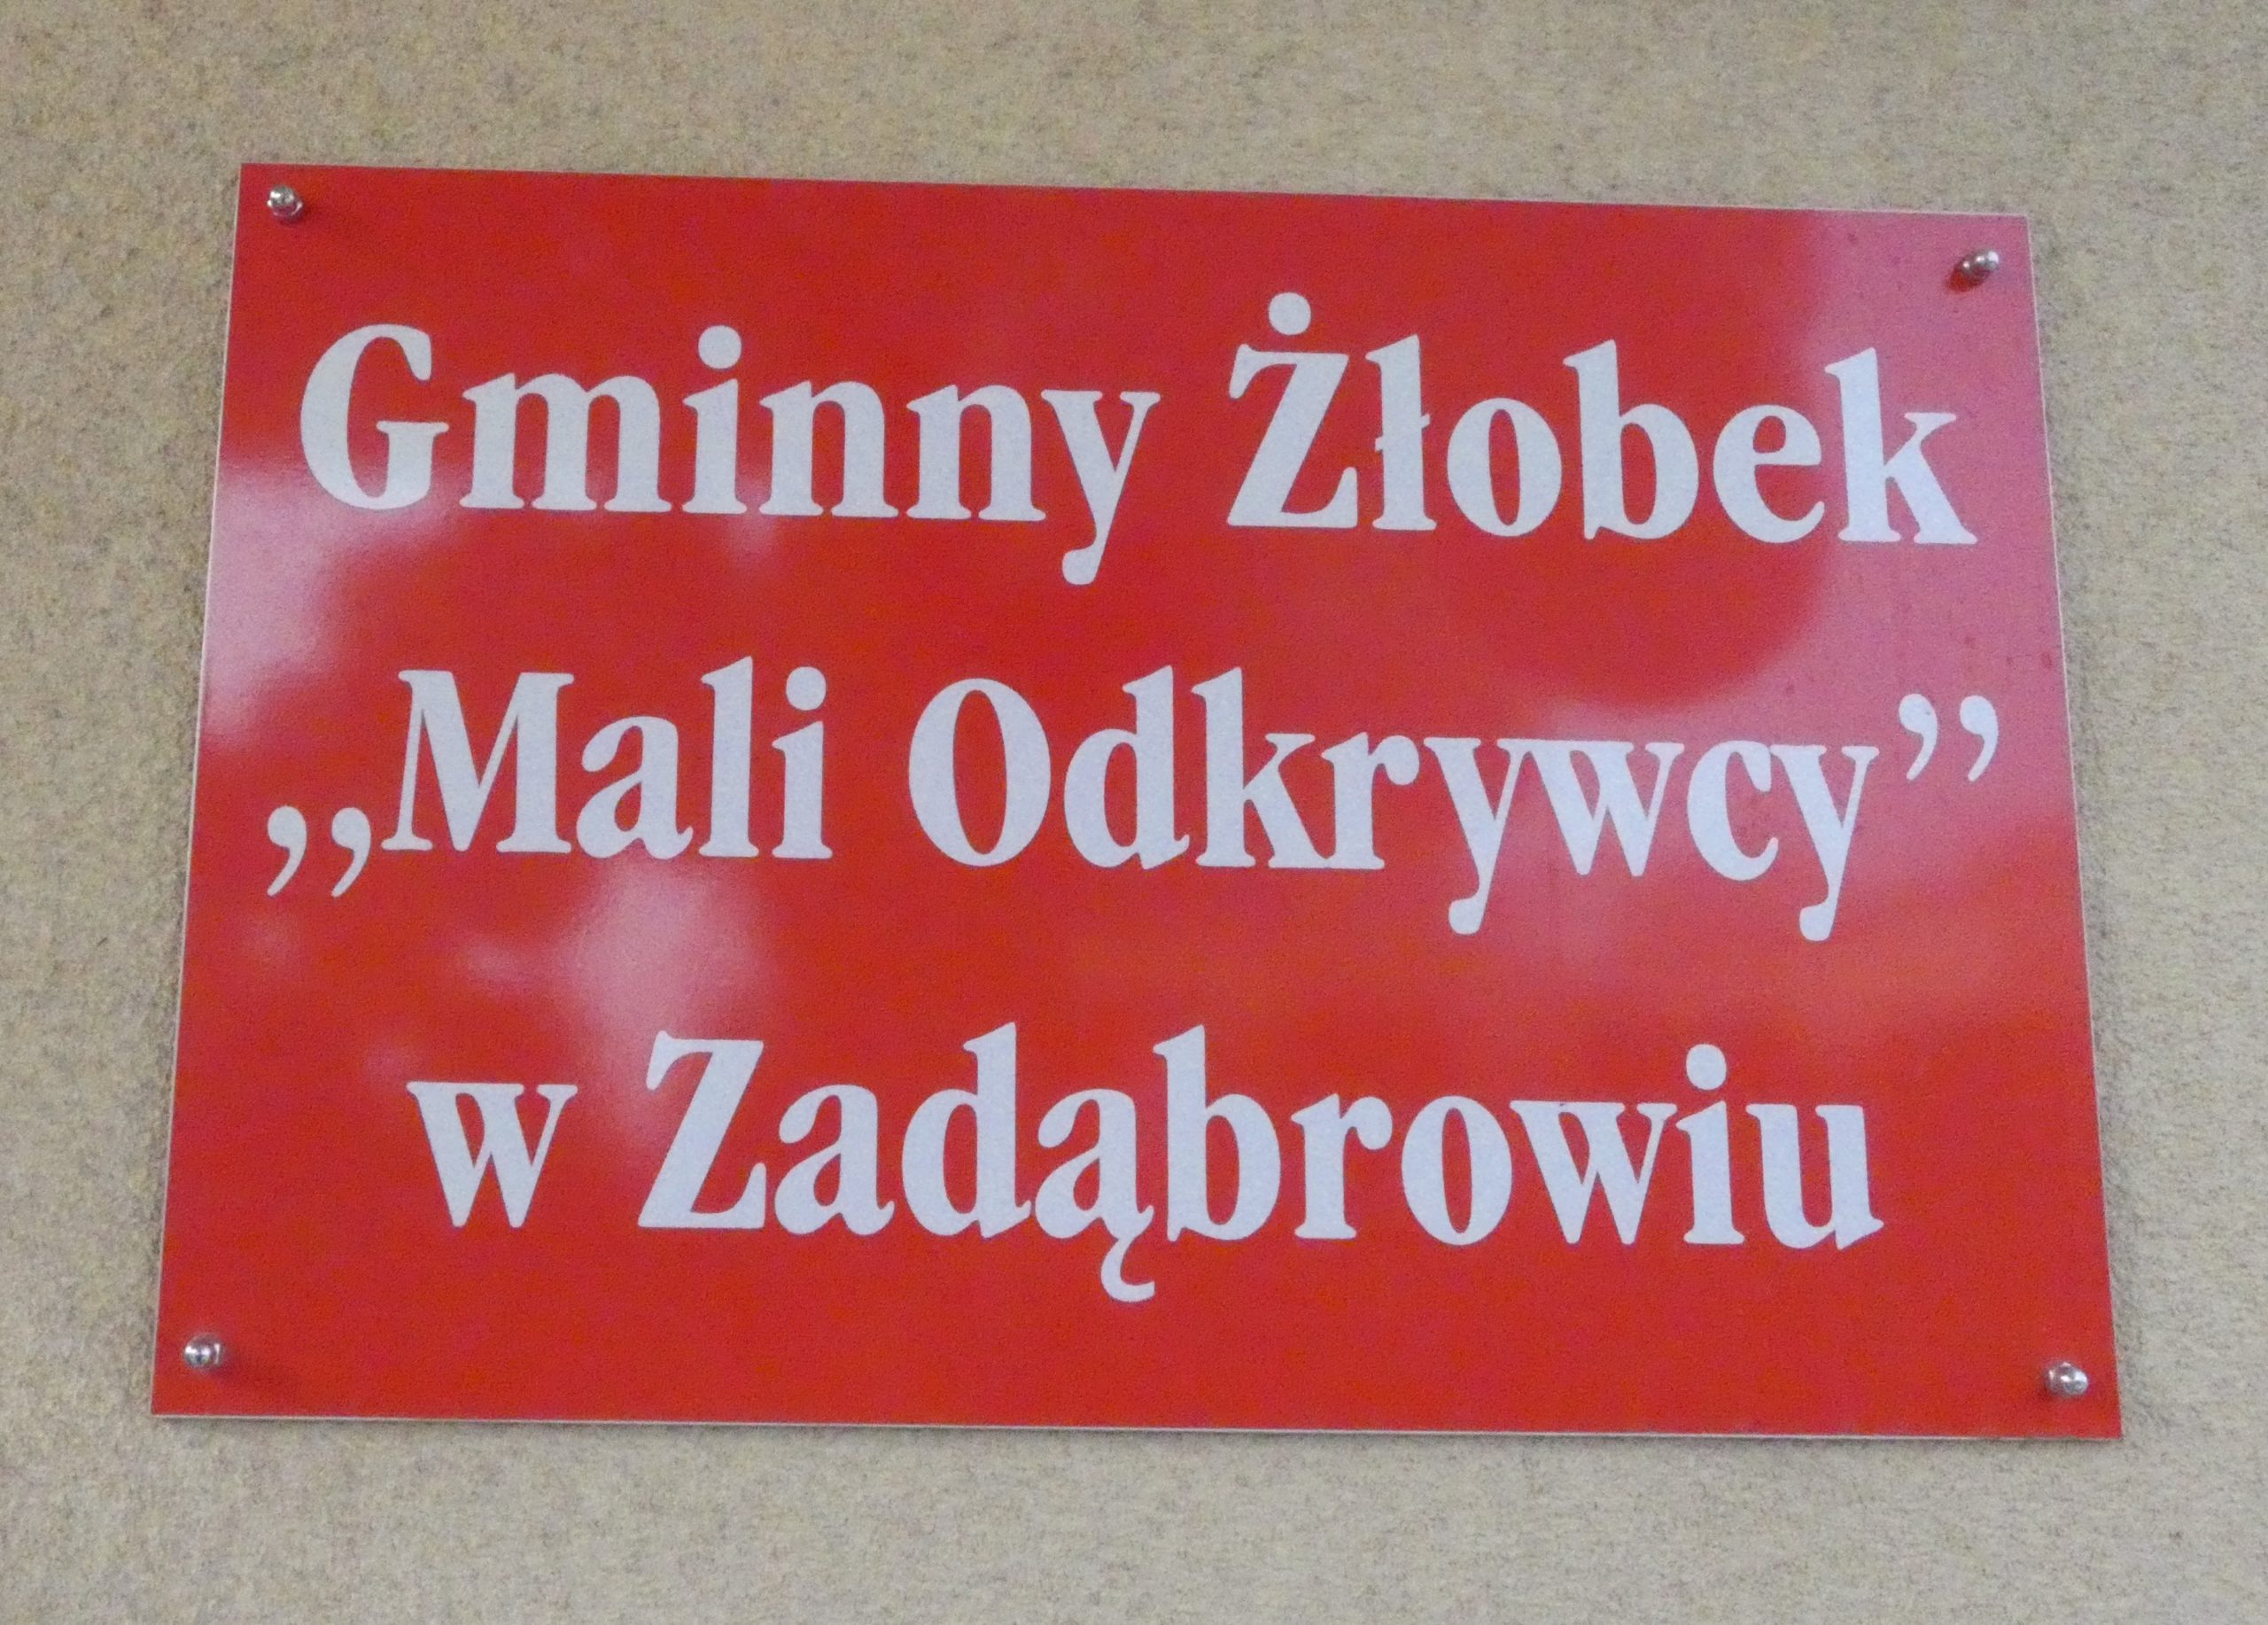 Gminny Żłobek
„Mali Odkrywcy”
w Zadąbrowiu